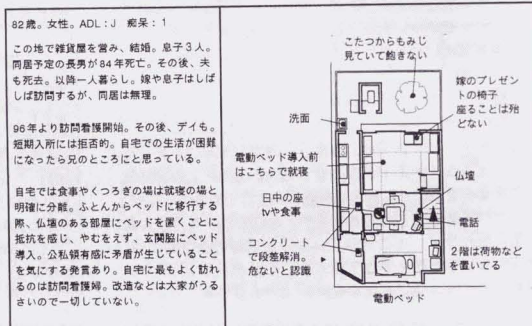 82歳。女性。ADL：J　痴呆：1
この地で雑貨屋を営み、結婚。息子3人。
同居予定の長男が84年死亡。その後、夫
も死去。以降一人暮らし。嫁や息子はしば
しば訪問するが、同居は無理。
96年より訪問看護開始。その後、デイも。
短期入所には拒否的。自宅での生活が困難
になったら兄のところにと思っている。
自宅では食事やくつろぎの場は就寝の場と
明確に分離。ふとんからベッドに移行する
際、仏壇のある部屋にベッドを置くことに
抵抗を感じ、やむをえず、玄関脇にベッド
導入。公私領有感に矛盾が生じていること
を気にする発言あり。自宅に最もよく訪れ
るのは訪問看護婦。改造などは大家がうる
さいので一切していない。
こたつからもみじ
見ていて飽きない
嫁のプレゼン
トの椅子
座ることは殆
どない
洗面
電動ベッド導入前
はこちらで就寝
仏壇
日中の座
tvや食事
電話
コンクリート
で段差解消。
危ないと認識
2階は荷物など
を置いてる
電動ベッド